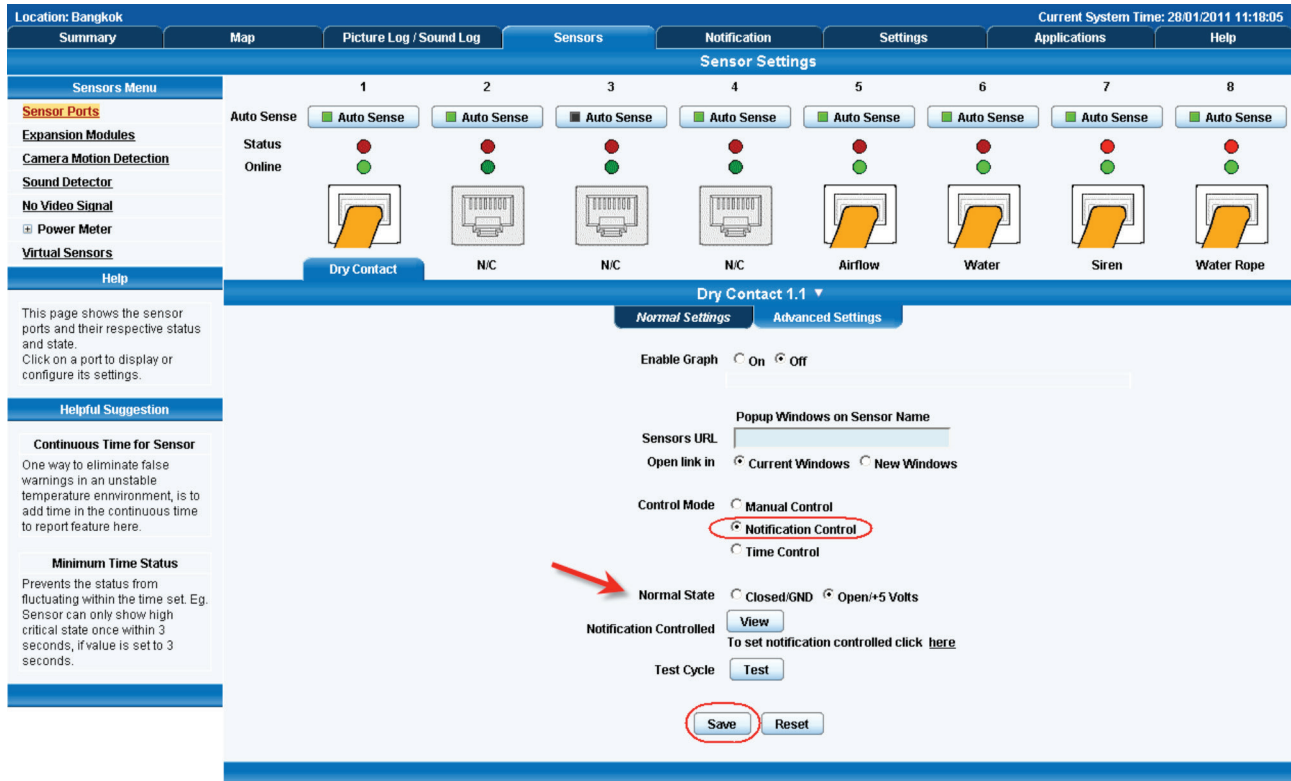 Location: Bangkok
Current System Time: 28/01/2011 11:18:05
Summary Map Picture Log / Sound Log Sensors Notification Settings Applications Help
Sensor Settings
Sensors Menu
Sensor Ports
Expansion Modules
Camera Motion Detection
Sound Detector
No Video Signal
Power Meter
Virtual Sensors
Help
This page shows the sensor
ports and their respective status
and state.
Click on a port to display or
configure its settings.
Helpful Suggestion
Continuous Time for Sensor
One way to eliminate false
warnings in an unstable
temperature ennvironment, is to
add time in the continuous time
to report feature here.
Minimum Time Status
Prevents the status from
fluctuating within the time set. Eg.
Sensor can only show high
critical state once within 3
seconds, if value is set to 3
seconds.
1 2 3 4 5 6 7 8
Auto Sense Auto Sense Auto Sense Auto Sense Auto Sense Auto Sense Auto Sense Auto Sense Auto Sense
Status
Online
Dry Contact N/C N/C N/C Airflow Water Siren Water Rope
Dry Contact 1.1
Normal Settings Advanced Settings
Enable Graph On Off
Popup Windows on Sensor Name
Sensors URL
Open link in Current Windows New Windows
Control Mode Manual Control
Notification Control
Time Control
Normal State Closed/GND Open/+5 Volts
Notification Controlled View
To set notification controlled click here
Test Cycle Test
Save Reset